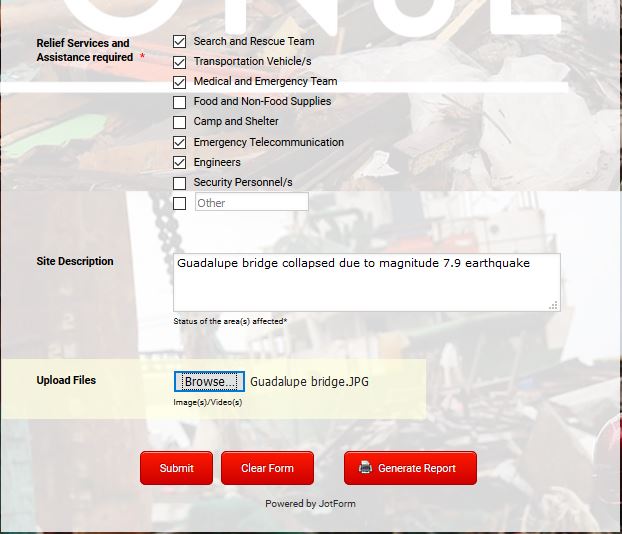 Relief Services and
Assistance required *
Search and Rescue Team
Transportation Vehicle/s
Medical and Emergency Team
Food and Non-Food Supplies
Camp and Shelter
Emergency Telecommunication
Engineers
Security Personnel/s
Other
Site Description
Guadalupe bridge collapsed due to magnitude 7.9 earthquake
Status of the area(s) affected*
Upload Files
Browse... Guadalupe bridge.JPG
Image(s)/Video(s)
Submit Clear Form Generate Report
Powered by JotForm